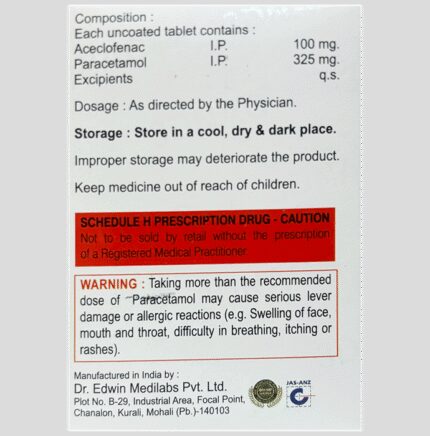 Composition :
Each uncoated tablet contains :
Aceclofenac I.P. 100 mg.
Paracetamol I.P. 325 mg.
Excipients q.s.
Dosage : As directed by the Physician.
Storage : Store in a cool, dry & dark place.
Improper storage may deteriorate the product.
Keep medicine out of reach of children.
SCHEDULE H PRESCRIPTION DRUG - CAUTION
Not to be sold by retail without the prescription
of a Registered Medical Practitioner
WARNING : Taking more than the recommended
dose of Paracetamol may cause serious lever
damage or allergic reactions (e.g. Swelling of face,
mouth and throat, difficulty in breathing, itching or
rashes).
Manufactured in India by :
Dr. Edwin Medilabs Pvt. Ltd.
Plot No. B-29, Industrial Area, Focal Point,
Chanalon, Kurali, Mohali (Pb.)-140103
JAS-ANZ